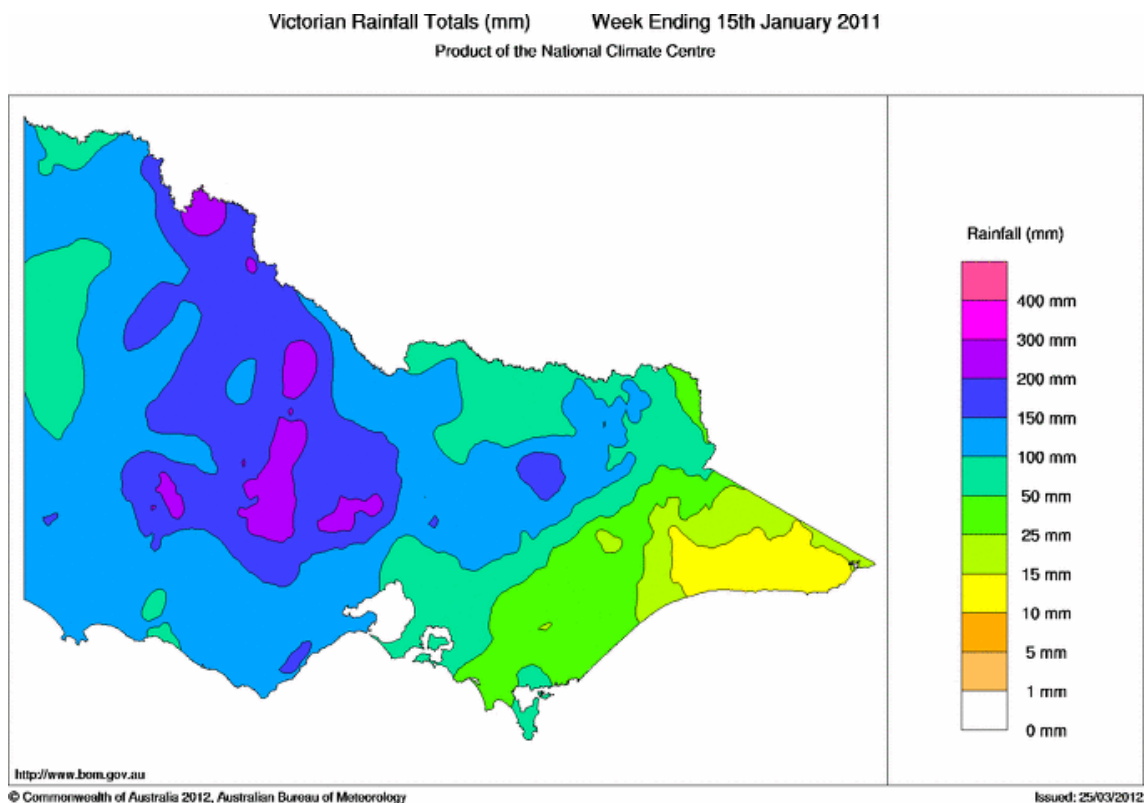 Victorian Rainfall Totals (mm) Week Ending 15th January 2011
Product of the National Climate Centre
Rainfall (mm)
400 mm
300 mm
200 mm
150 mm
100 mm
50 mm
25 mm
15 mm
10 mm
5 mm
1 mm
0 mm
http://www.bom.gov.au
© Commonwealth of Australia 2012, Australian Bureau of Meteorology Issued: 25/03/2012